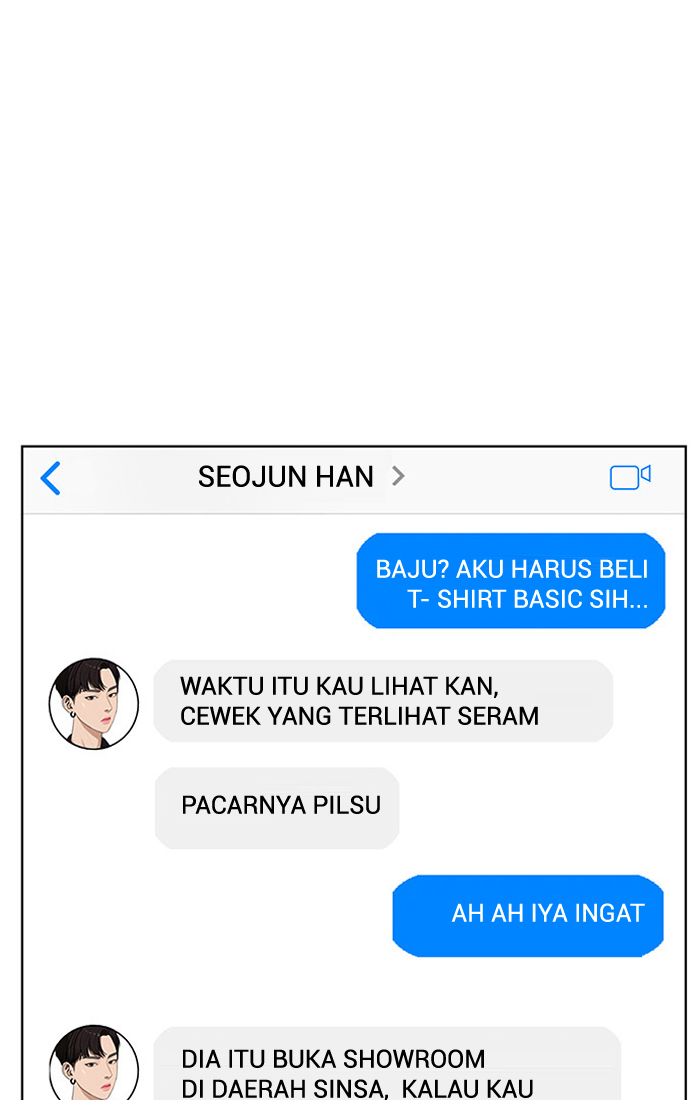 SEOJUN HAN
BAJU? AKU HARUS BELI
T- SHIRT BASIC SIH...
WAKTU ITU KAU LIHAT KAN,
CEWEK YANG TERLIHAT SERAM
PACARNYA PILSU
AH AH IYA INGAT
DIA ITU BUKA SHOWROOM
DI DAERAH SINSA, KALAU KAU